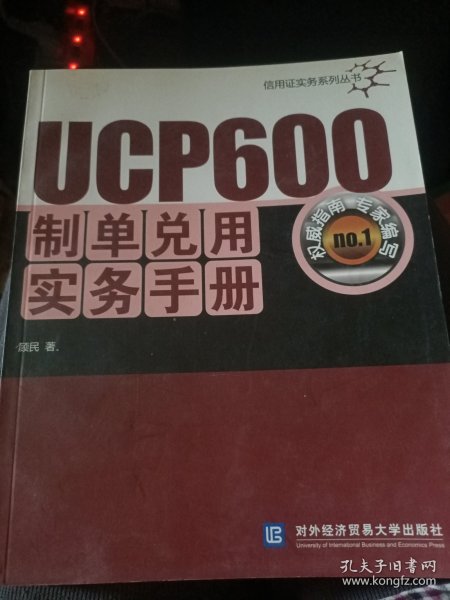 信用证实务系列丛书
UCP600
制单兑用
实务手册
权威指南 专家编写
no.1
顾民 著
对外经济贸易大学出版社
University of International Business and Economics Press
孔夫子旧书网
www.kongfz.com